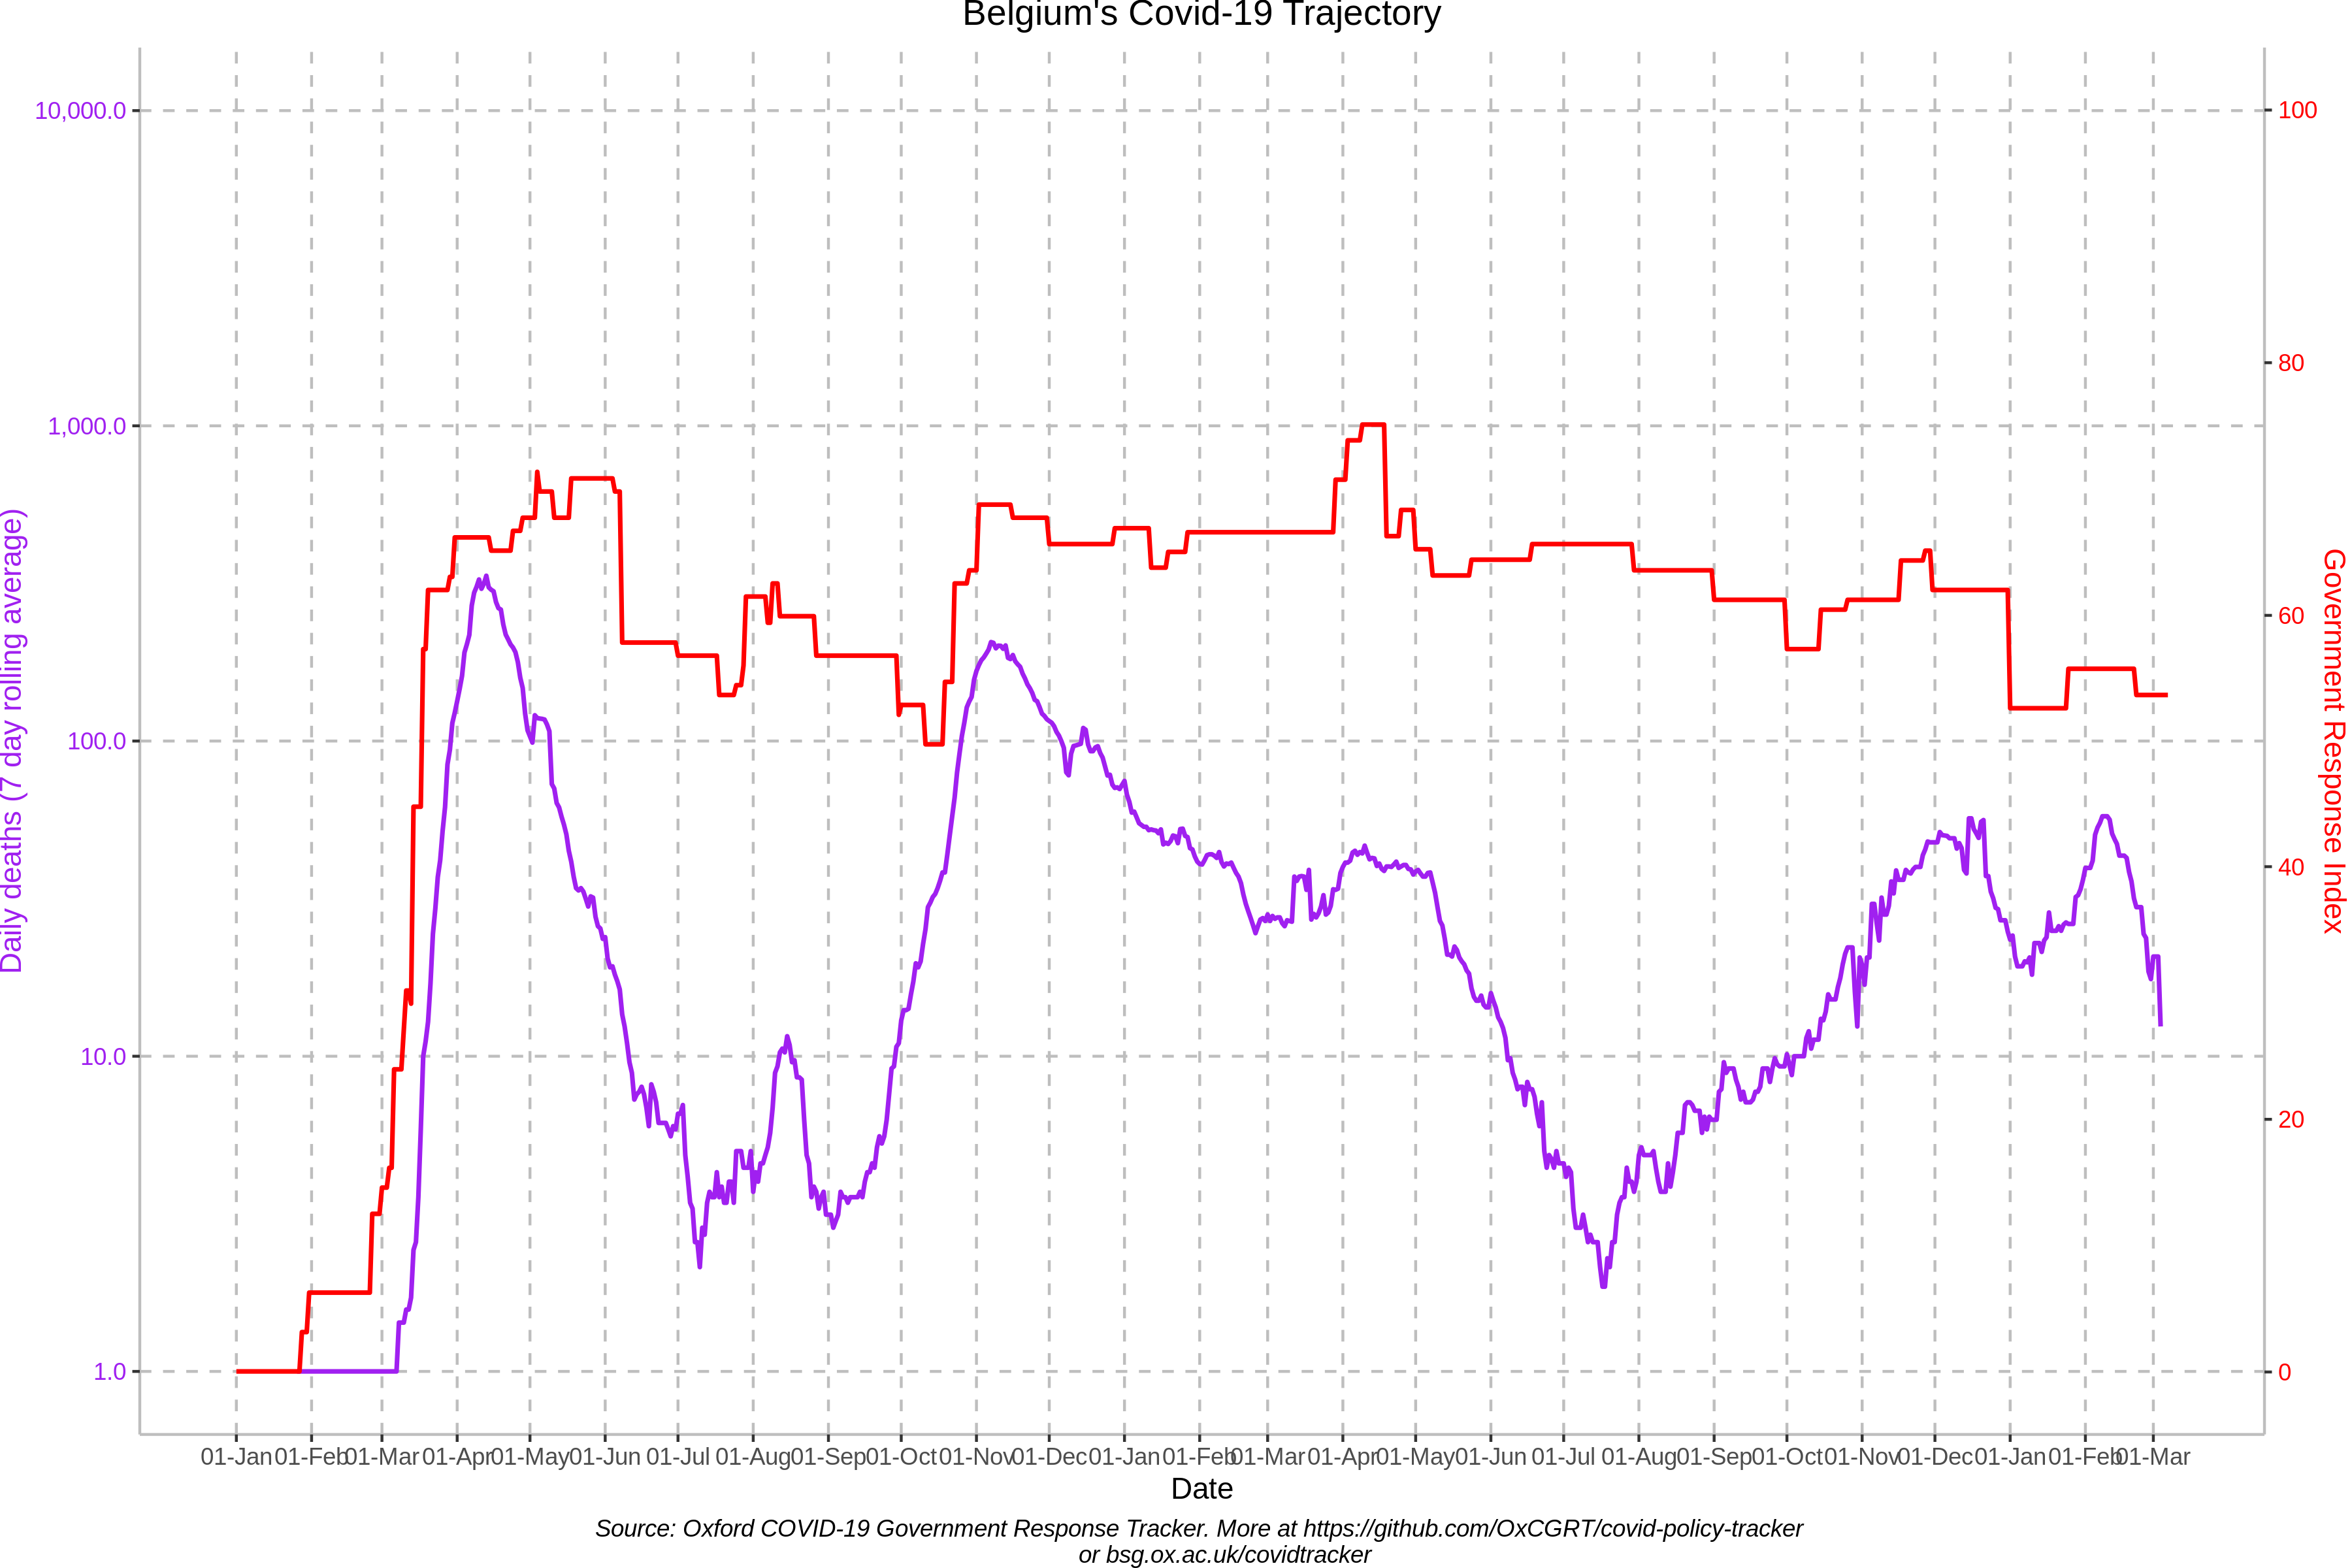 Belgium's Covid-19 Trajectory
10,000.0
1,000.0
100.0
10.0
1.0
Daily deaths (7 day rolling average)
100
80
60
40
20
0
Government Response Index
01-Jan 01-Feb 01-Mar 01-Apr 01-May 01-Jun 01-Jul 01-Aug 01-Sep 01-Oct 01-Nov 01-Dec 01-Jan 01-Feb 01-Mar 01-Apr 01-May 01-Jun 01-Jul 01-Aug 01-Sep 01-Oct 01-Nov 01-Dec 01-Jan 01-Feb 01-Mar
Date
Source: Oxford COVID-19 Government Response Tracker. More at https://github.com/OxCGRT/covid-policy-tracker
or bsg.ox.ac.uk/covidtracker